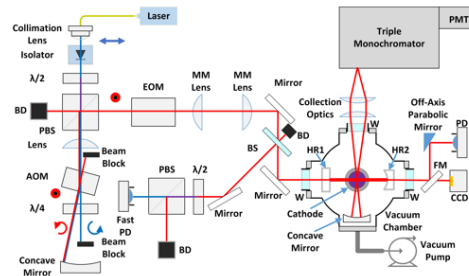 Collimation
Lens
Isolator
Laser
λ/2
BD
PBS
Lens
Beam
Block
AOM
λ/4
Beam
Block
Concave Mirror
EOM
MM
Lens
MM
Lens
Mirror
BD
BS
PBS
λ/2
Fast
PD
BD
Mirror
Mirror
Triple
Monochromator
PMT
Collection
Optics
W
HR1
HR2
W
W
Cathode
Concave
Mirror
Vacuum
Chamber
Vacuum
Pump
Off-Axis
Parabolic
Mirror
PD
FM
CCD